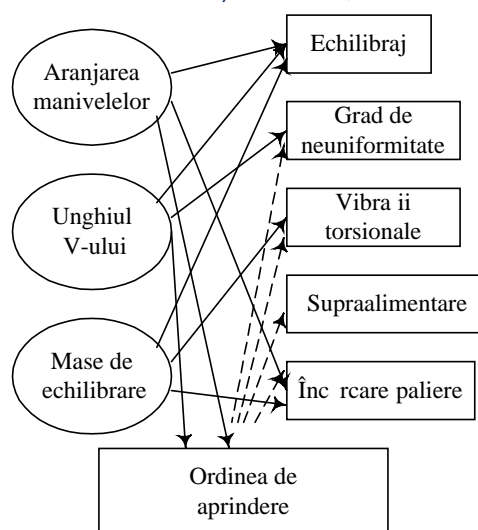 Aranjarea
manivelelor
Echilibraj
Grad de
neuniformitate
Unghiul
V-ului
Vibra ii
torsionale
Supraalimentare
Mase de
echilibrare
Înc rcare paliere
Ordinea de
aprindere